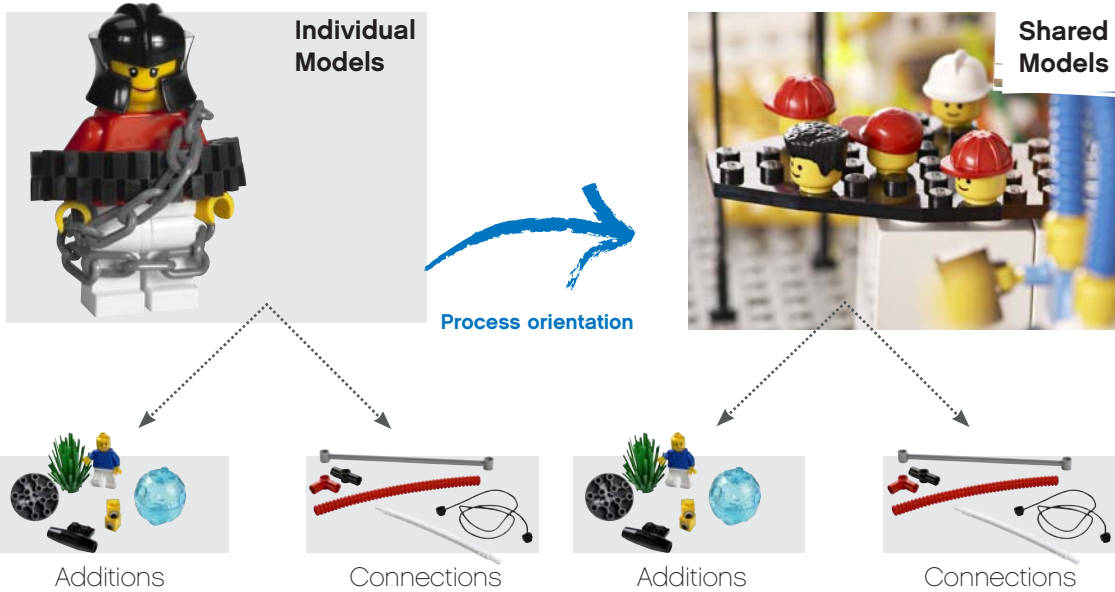 Individual
Models
Shared
Models
Process orientation
Additions
Connections
Additions
Connections